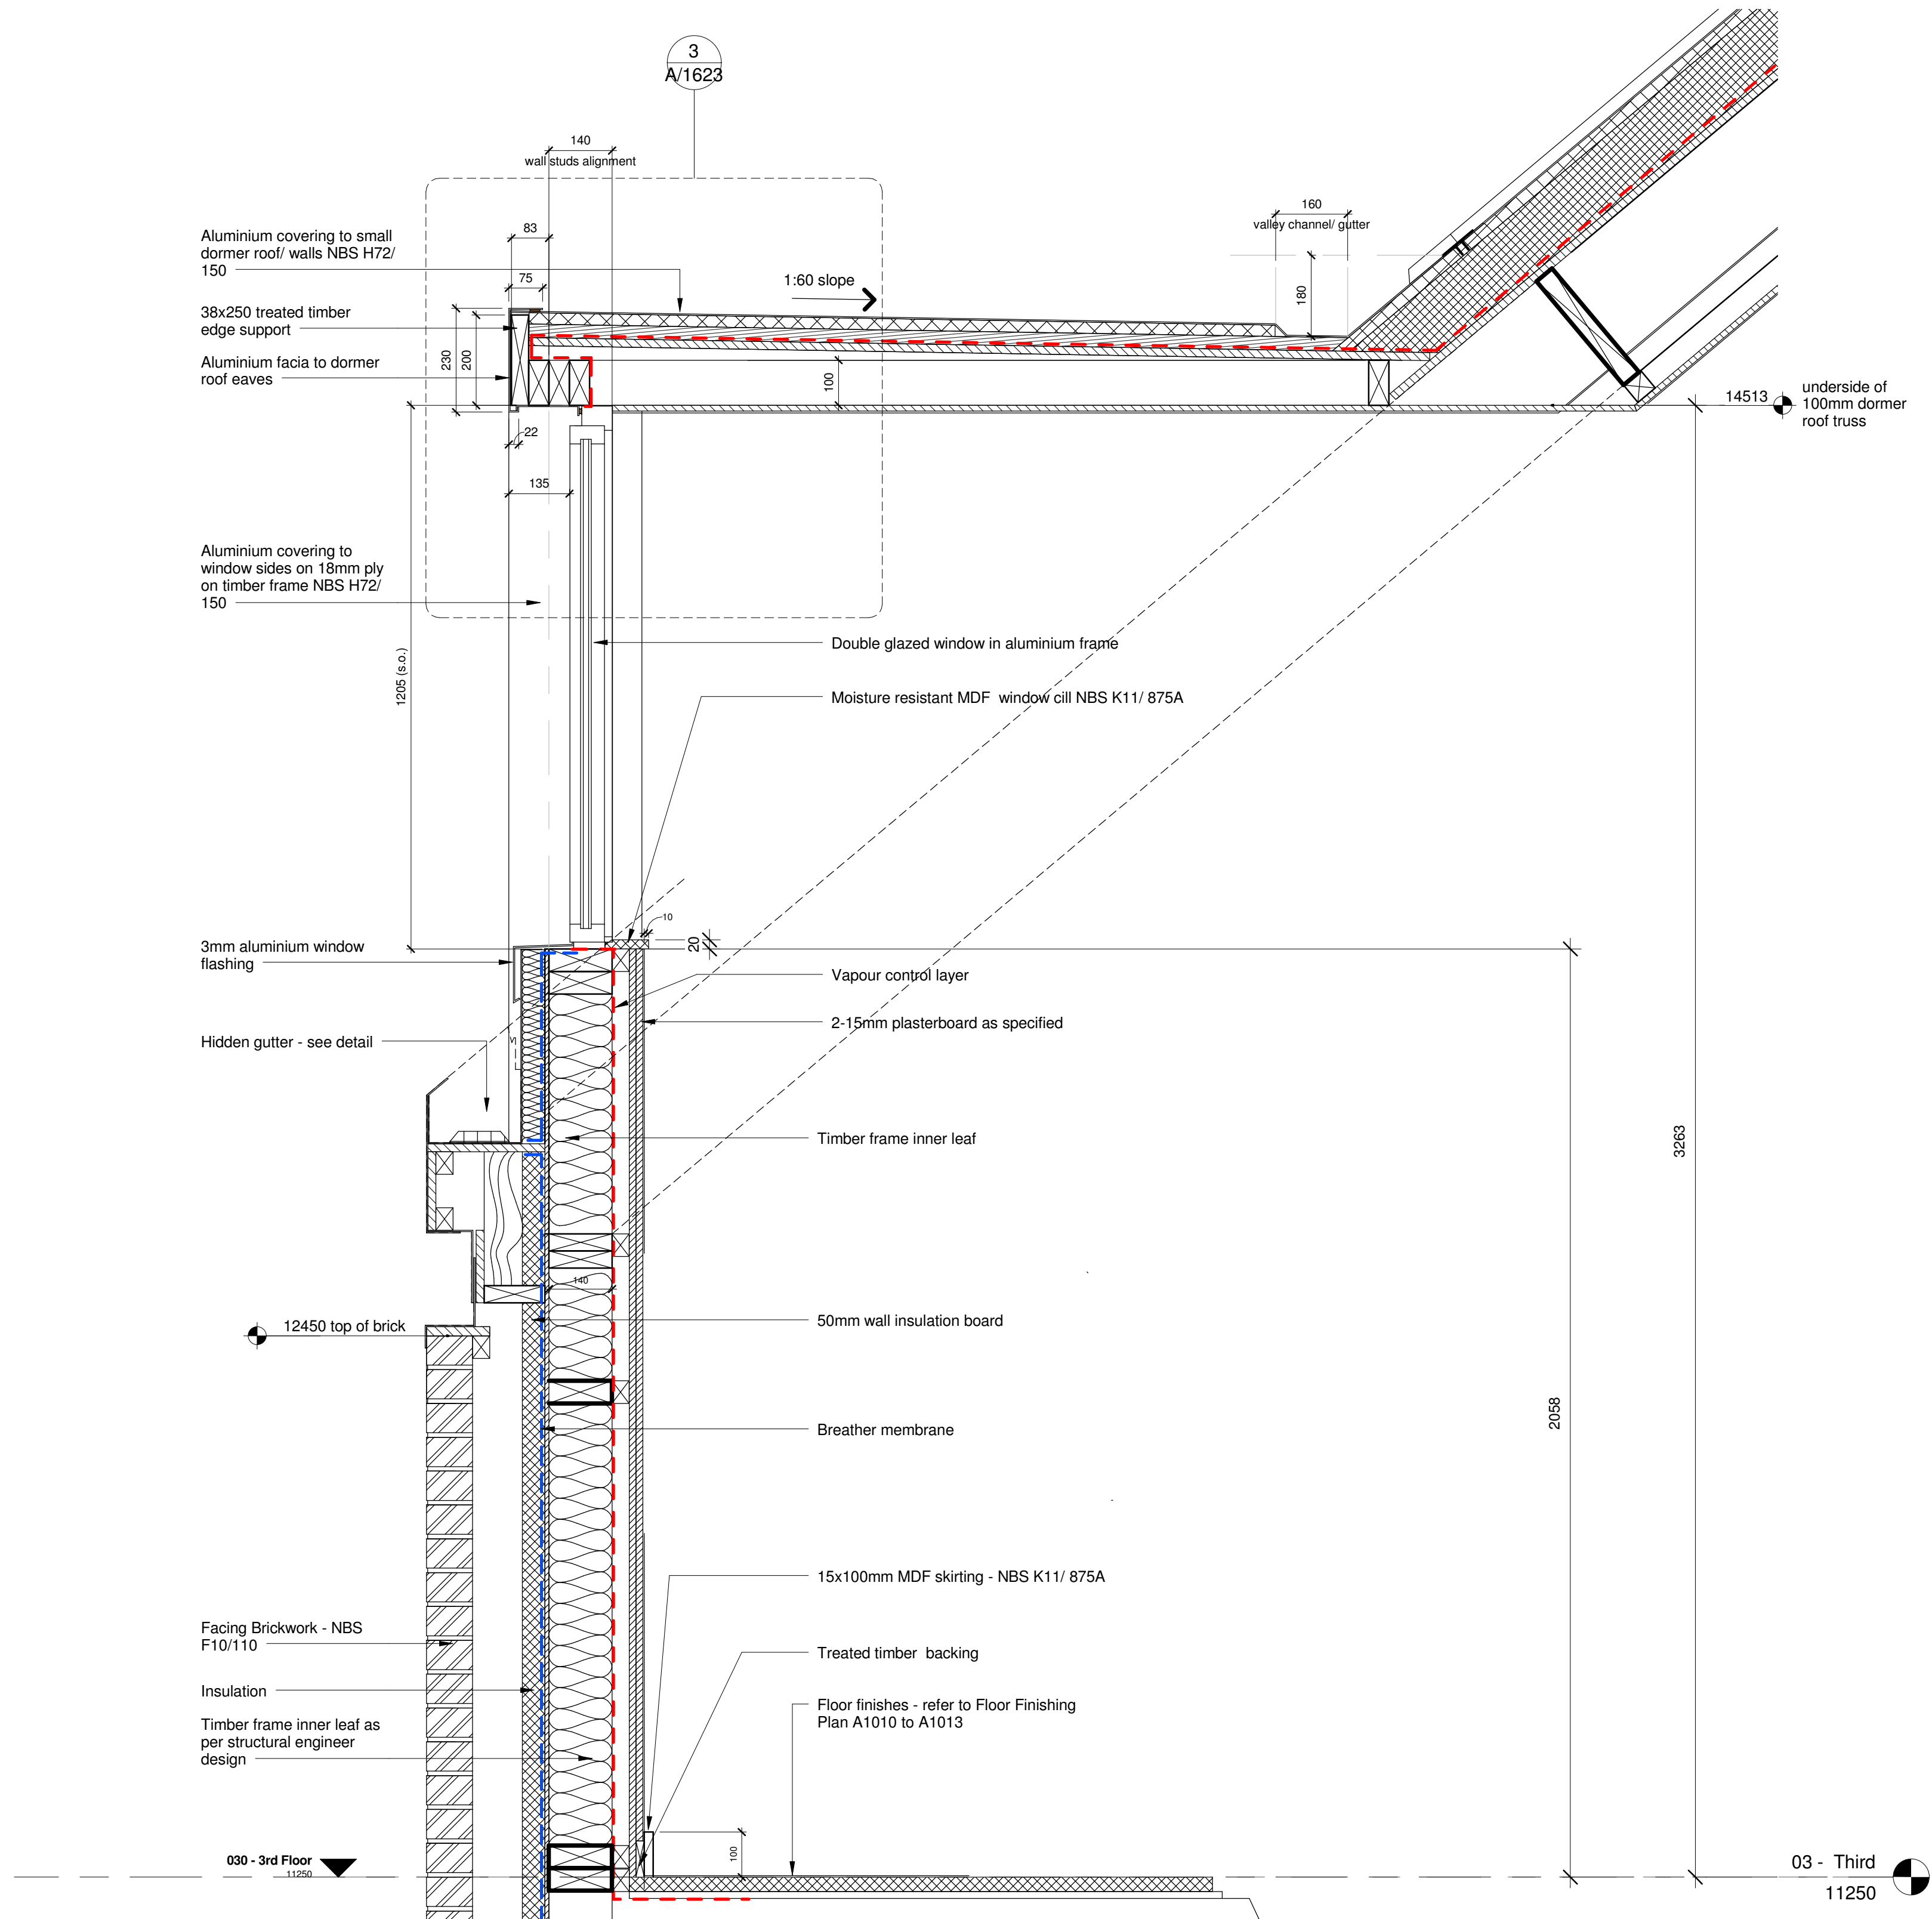 3
A/1623
140
wall studs alignment
160
valley channel/ gutter
83
75
Aluminium covering to small
dormer roof/ walls NBS H72/
150
1:60 slope
180
38x250 treated timber
edge support
Aluminium facia to dormer
roof eaves
230
200
100
14513
underside of
100mm dormer
roof truss
22
135
Aluminium covering to
window sides on 18mm ply
on timber frame NBS H72/
150
1205 (s.o.)
Double glazed window in aluminium frame
Moisture resistant MDF window cill NBS K11/ 875A
10
20
3mm aluminium window
flashing
Vapour control layer
2-15mm plasterboard as specified
Hidden gutter - see detail
Timber frame inner leaf
3263
140
12450 top of brick
50mm wall insulation board
2058
Breather membrane
15x100mm MDF skirting - NBS K11/ 875A
Facing Brickwork - NBS
F10/110
Treated timber backing
Insulation
Floor finishes - refer to Floor Finishing
Plan A1010 to A1013
Timber frame inner leaf as
per structural engineer
design
100
030 - 3rd Floor
11250
03 - Third
11250